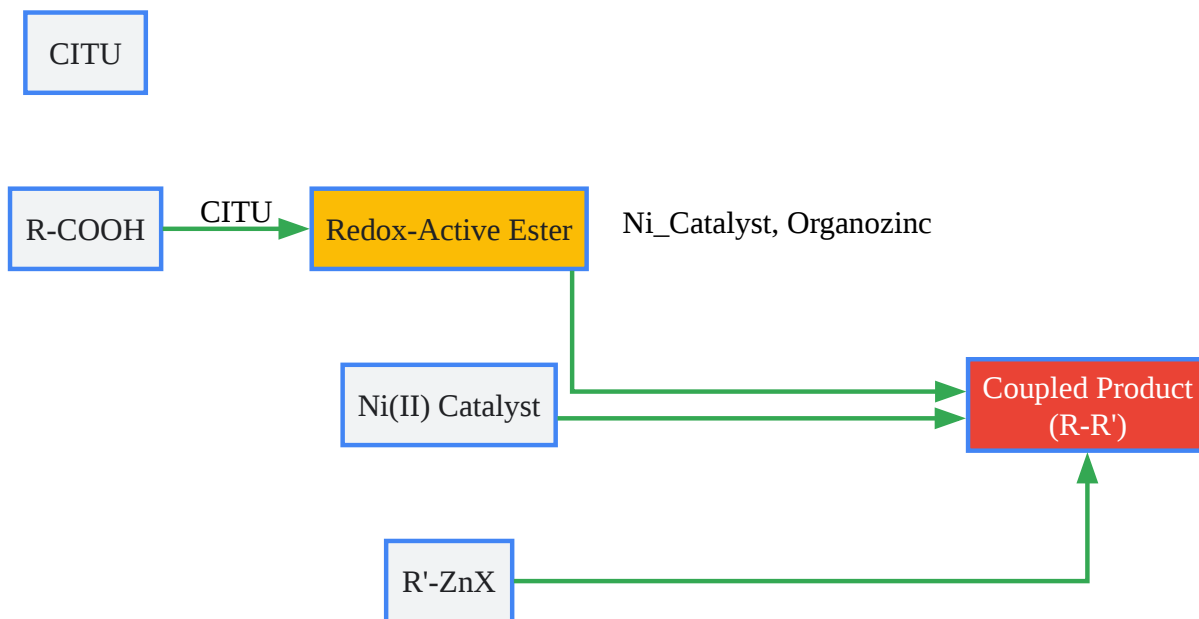 CITU
R-COOH
CITU
Redox-Active Ester
Ni_Catalyst, Organozinc
Ni(II) Catalyst
Coupled Product
(R-R')
R'-ZnX